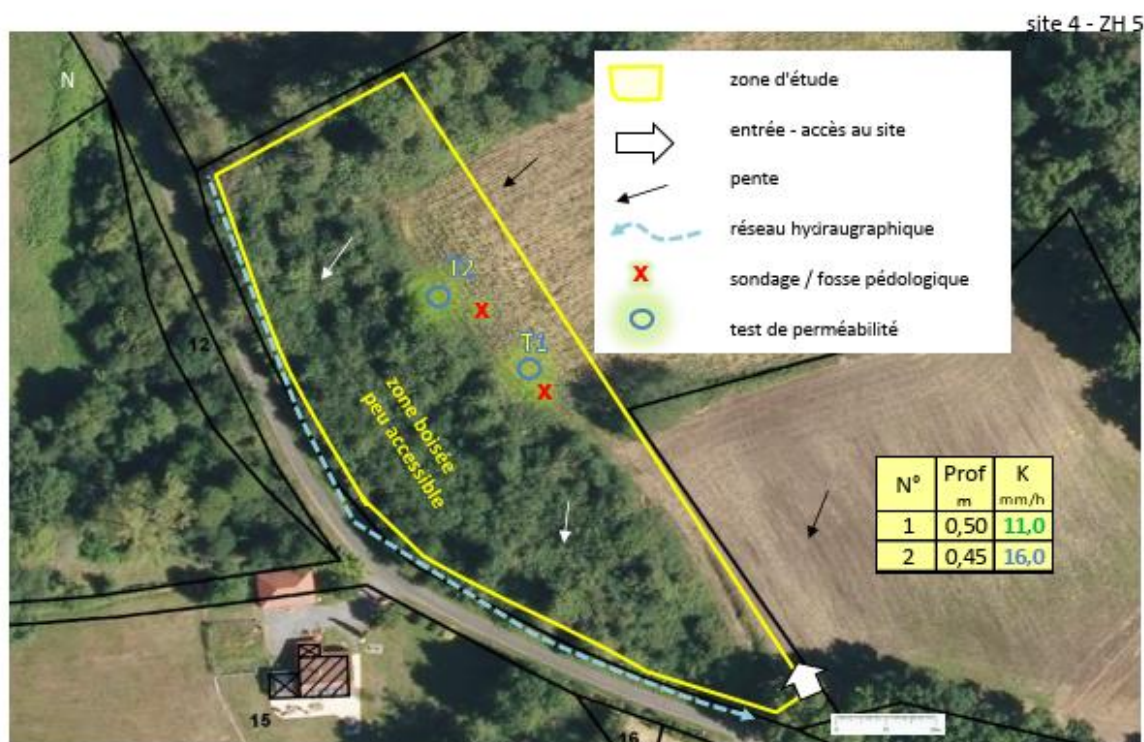 site 4 - ZH 5
N
zone d'étude
entrée - accès au site
pente
réseau hydraugraphique
x sondage / fosse pédologique
test de perméabilité
T2
x
T1
x
12
zone boisée
peu accessible
N° Prof m K mm/h
1 0,50 11,0
2 0,45 16,0
15
16